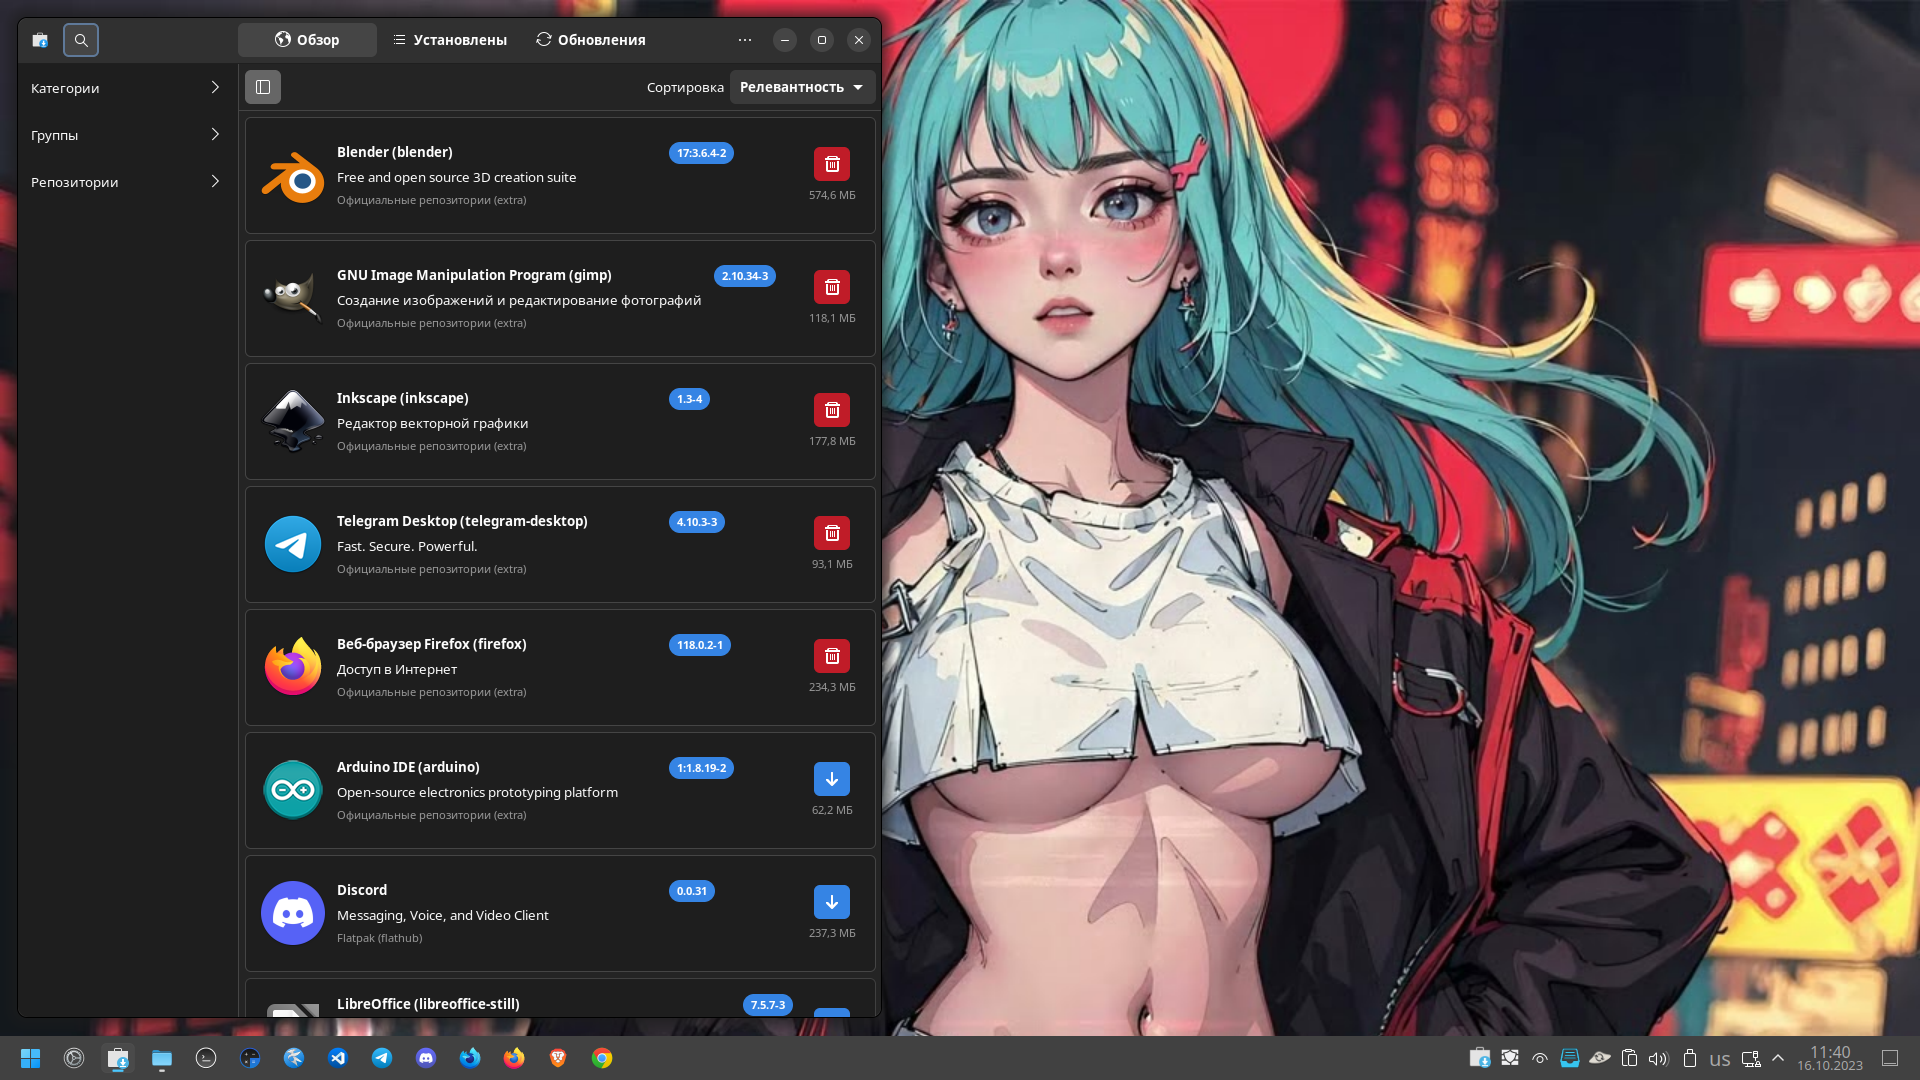 Обзор
Установлены
Обновления
Категории
Группы
Репозитории
Сортировка
Релевантность
Blender (blender)
17:3.6.4-2
Free and open source 3D creation suite
Официальные репозитории (extra)
574,6 МБ
GNU Image Manipulation Program (gimp)
2.10.34-3
Создание изображений и редактирование фотографий
Официальные репозитории (extra)
118,1 МБ
Inkscape (inkscape)
1.3-4
Редактор векторной графики
Официальные репозитории (extra)
177,8 МБ
Telegram Desktop (telegram-desktop)
4.10.3-3
Fast. Secure. Powerful.
Официальные репозитории (extra)
93,1 МБ
Веб-браузер Firefox (firefox)
118.0.2-1
Доступ в Интернет
Официальные репозитории (extra)
234,3 МБ
Arduino IDE (arduino)
1:1.8.19-2
Open-source electronics prototyping platform
Официальные репозитории (extra)
62,2 МБ
Discord
0.0.31
Messaging, Voice, and Video Client
Flatpak (flathub)
237,3 МБ
LibreOffice (libreoffice-still)
7.5.7-3
us
11:40
16.10.2023